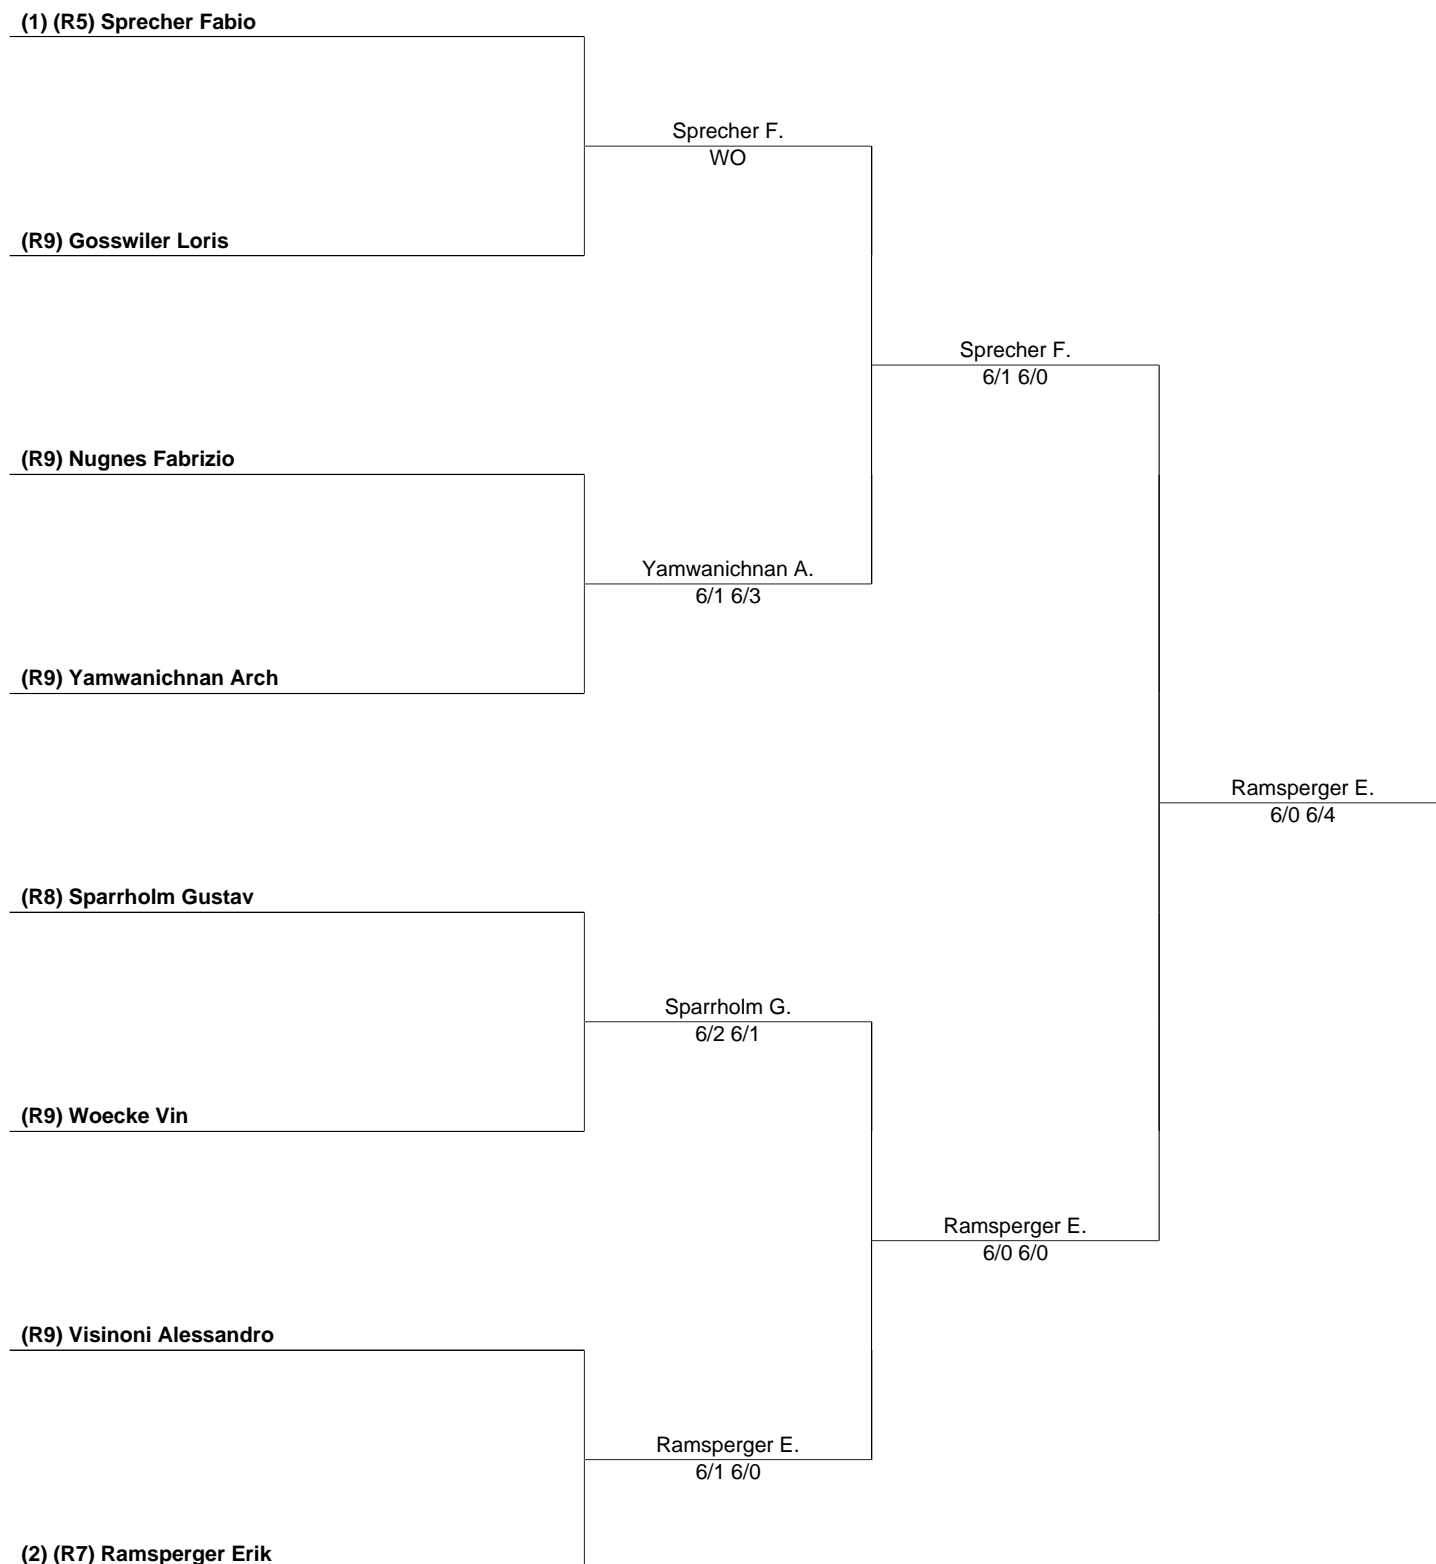 (1) (R5) Sprecher Fabio
Sprecher F.
WO
(R9) Gosswiler Loris
Sprecher F.
6/1 6/0
(R9) Nugnes Fabrizio
Yamwanichnan A.
6/1 6/3
(R9) Yamwanichnan Arch
Ramsperger E.
6/0 6/4
(R8) Sparrholm Gustav
Sparrholm G.
6/2 6/1
(R9) Woecke Vin
Ramsperger E.
6/0 6/0
(R9) Visinoni Alessandro
Ramsperger E.
6/1 6/0
(2) (R7) Ramsperger Erik